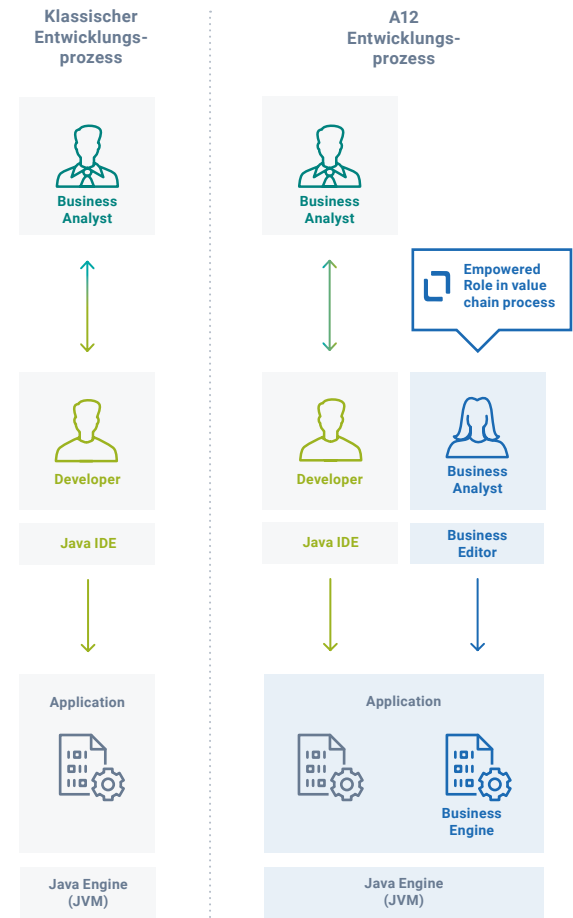 Klassischer
Entwicklungs-
prozess
Business
Analyst
Developer
Java IDE
Application
Java Engine
(JVM)
A12
Entwicklungs-
prozess
Business
Analyst
Empowered
Role in value
chain process
Developer
Business
Analyst
Java IDE
Business
Editor
Application
Business
Engine
Java Engine
(JVM)